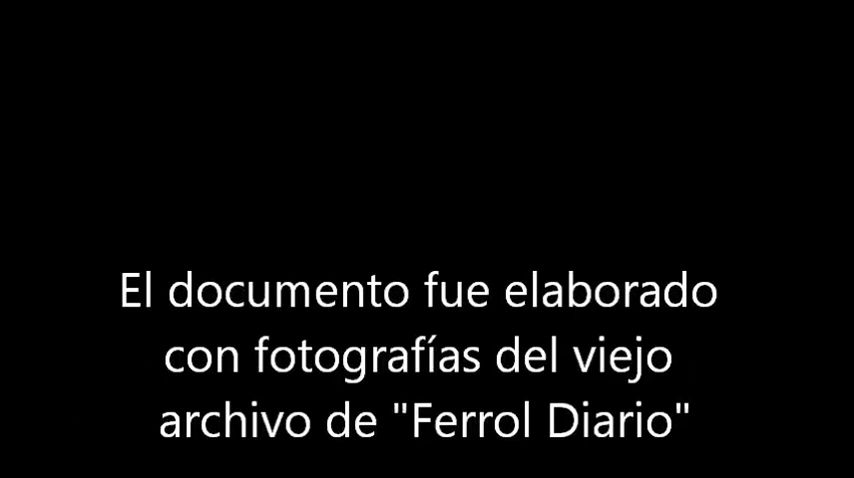 El documento fue elaborado
con fotografías del viejo
archivo de "Ferrol Diario"